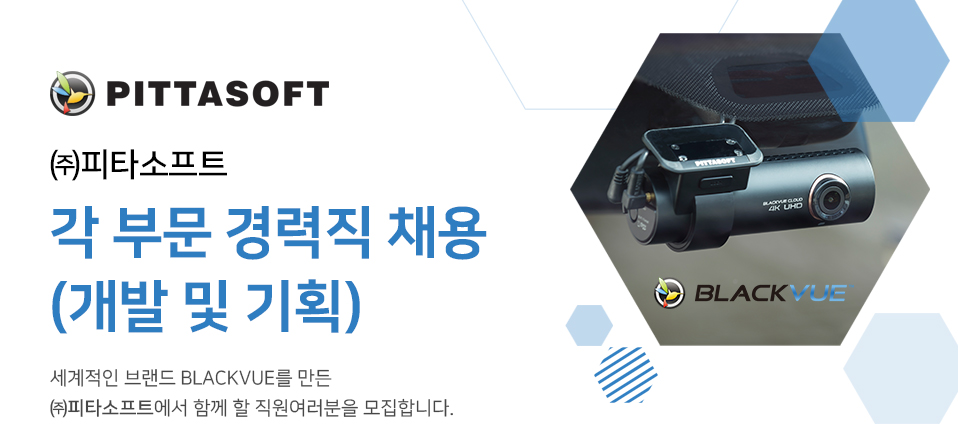 PITTASOFT
㈜피타소프트
각 부문 경력직 채용
(개발 및 기획)
세계적인 브랜드 BLACKVUE를 만든
㈜피타소프트에서 함께 할 직원여러분을 모집합니다.
PITTASOFT
BLACKVUE CLOUD
4K UHD
BLACKVUE